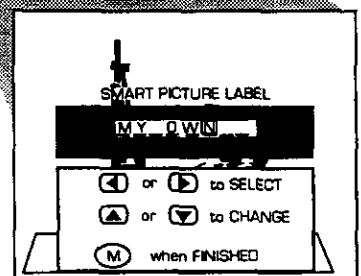 SMART PICTURE LABEL
MY OWN
◀ or ▶ to SELECT
▲ or ▼ to CHANGE
M when FINISHED